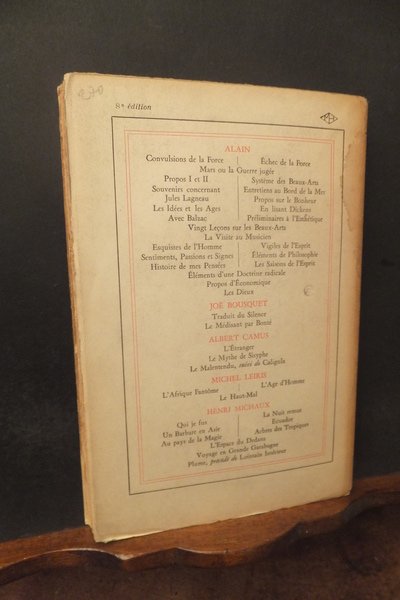 270
8e édition
ALAIN
Convulsions de la Force
Échec de la Force
Mars ou la Guerre jugée
Propos I et II
Système des Beaux-Arts
Souvenirs concernant
Entretiens au Bord de la Mer
Jules Lagneau
Propos sur le Bonheur
Les Idées et les Ages
En lisant Dickens
Avec Balzac
Préliminaires à l'Esthétique
Vingt Leçons sur les Beaux-Arts
La Visite au Musicien
Esquisses de l'Homme
Vigiles de l'Esprit
Sentiments, Passions et Signes
Éléments de Philosophie
Histoire de mes Pensées
Les Saisons de l'Esprit
Éléments d'une Doctrine radicale
Propos d'Économique
Les Dieux
JOË BOUSQUET
Traduit du Silence
Le Médisant par Bonté
ALBERT CAMUS
L'Étranger
Le Mythe de Sisyphe
Le Malentendu, suivi de Caligula
MICHEL LEIRIS
L'Afrique Fantôme
L'Age d'Homme
Le Haut-Mal
HENRI MICHAUX
Qui je fus
La Nuit remue
Un Barbare en Asie
Ecuador
Au pays de la Magie
Arbres des Tropiques
L'Espace du Dedans
Voyage en Grande Garabagne
Plume, précédé de Lointain Intérieur